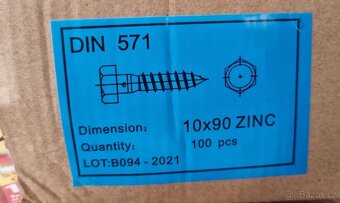 DIN 571
Dimension: 10x90 ZINC
Quantity: 100 pcs
LOT:B094-2021